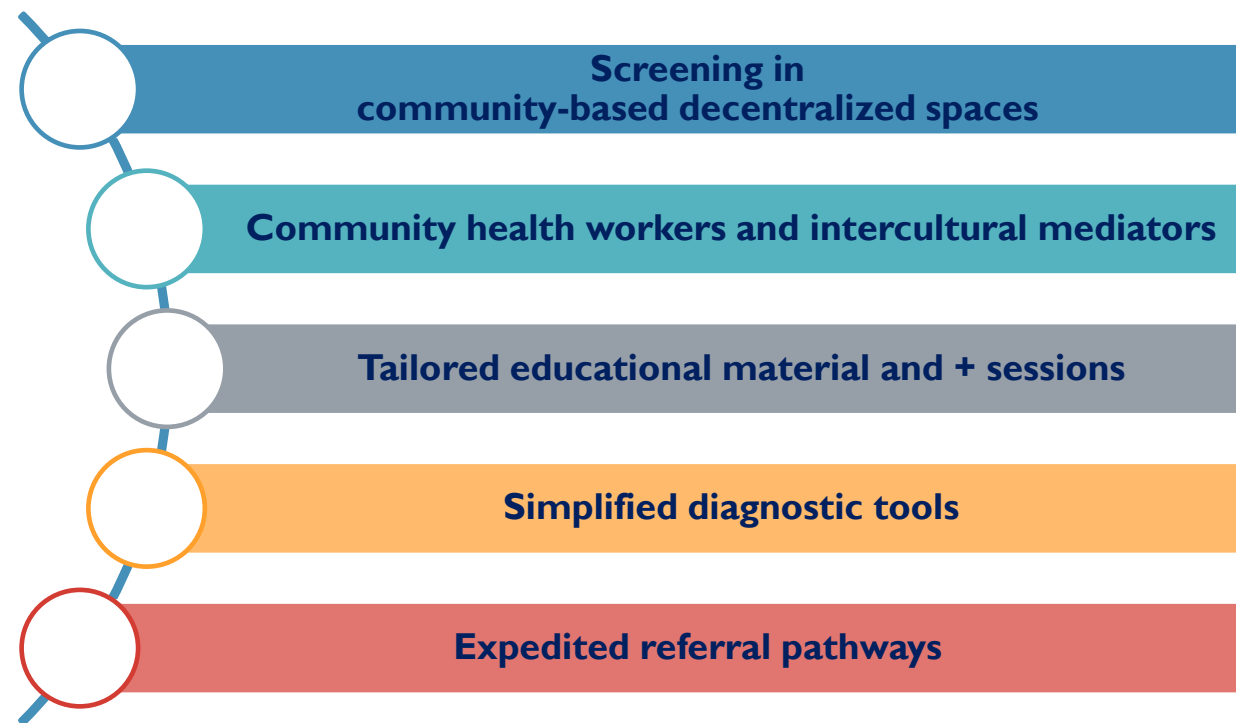 Screening in
community-based decentralized spaces
Community health workers and intercultural mediators
Tailored educational material and + sessions
Simplified diagnostic tools
Expedited referral pathways